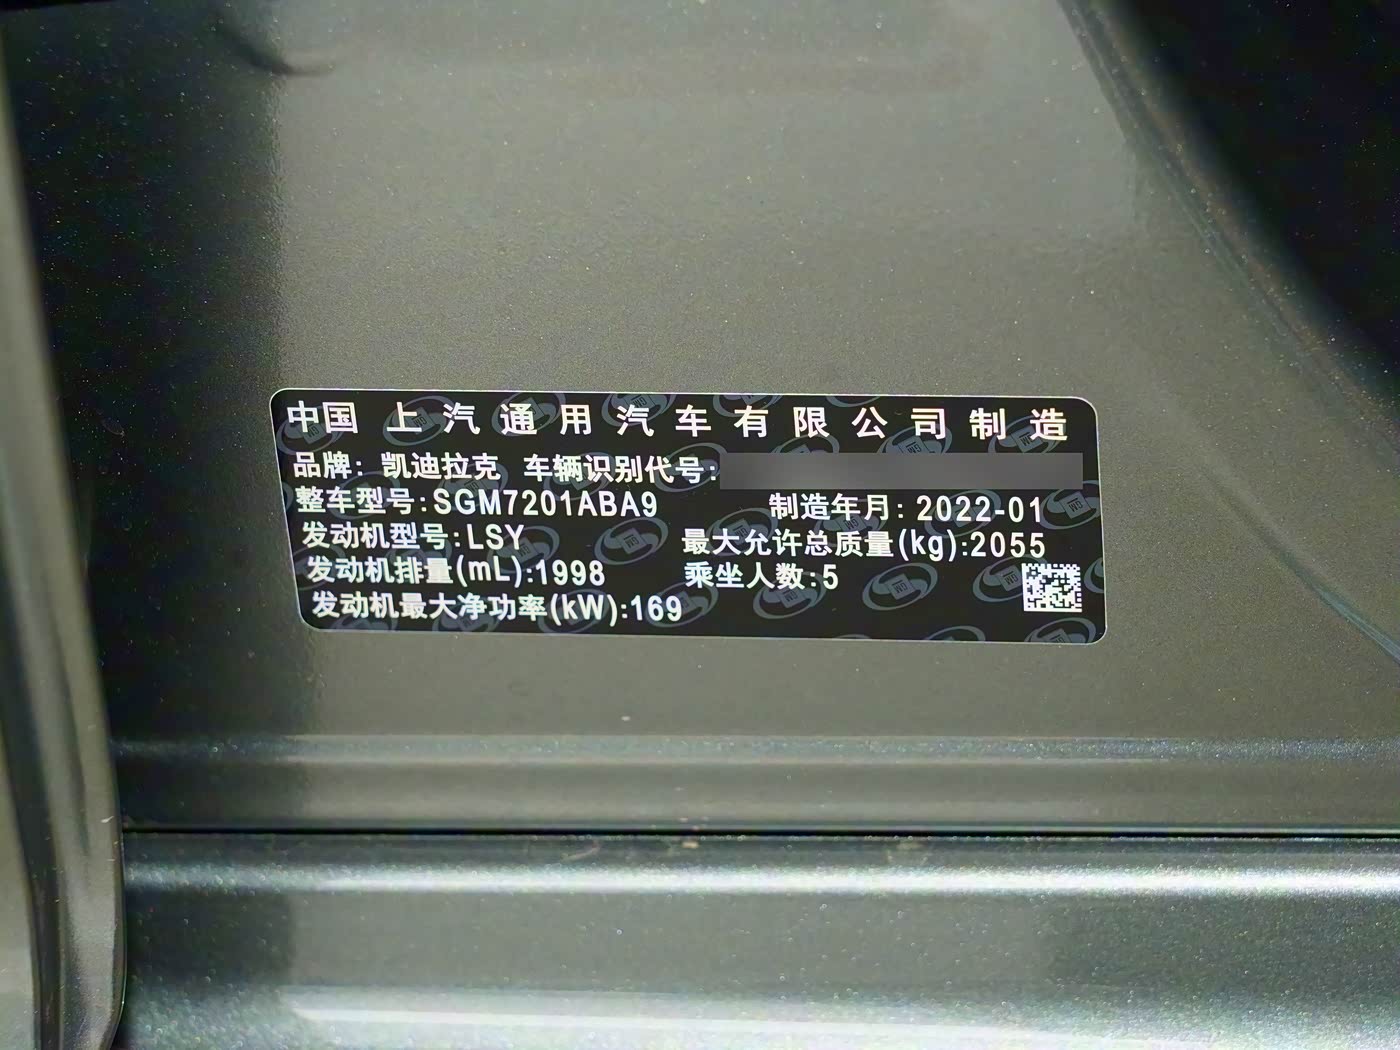 中国 上汽通用汽车有限公司制造
品牌: 凯迪拉克 车辆识别代号:
整车型号:SGM7201ABA9 制造年月: 2022-01
发动机型号:LSY 最大允许总质量(kg):2055
发动机排量(mL):1998 乘坐人数:5
发动机最大净功率(kW):169